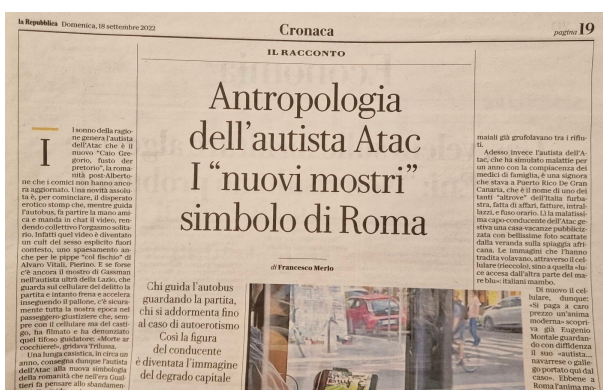 la Repubblica Domenica, 18 settembre 2022
Cronaca
pagina 19
IL RACCONTO
Antropologia
dell'autista Atac
I "nuovi mostri"
simbolo di Roma
di Francesco Merlo
Chi guida l'autobus
guardando la partita,
chi si addormenta fino
al caso di autoerotismo
Così la figura
del conducente
è diventata l'immagine
del degrado capitale
I
l sonno della ragio-
ne genera l'autista
dell'Atac che è il
nuovo "Caio Gre-
gorio, fusto der
pretorio", la roma-
nità post-Alberto-
ne che i comici non hanno anco-
ra aggiornato. Una novità assolu-
ta è, per cominciare, il disperato
erotico stomp che, mentre guida
l'autobus, fa partire la mano ami-
ca e manda in chat il video, ren-
dendo collettivo l'orgasmo solita-
rio. Infatti quel video è diventato
un cult del sesso esplicito fuori
contesto, uno spaesamento an-
che per le pippe "col fischio" di
Alvaro Vitali, Pierino. E se forse
c'è ancora il mostro di Gassman
nell'autista ultrà della Lazio, che
guarda sul cellulare del delitto la
partita e intanto frena e accelera
inseguendo il pallone, c'è sicura-
mente tutta la nostra epoca nel
passeggero giustiziere che, sem-
pre con il cellulare ma del casti-
go, ha filmato e ha denunziato
quel tifoso guidatore: «Morte ar
cocchiere!», gridava Trilussa.
Una lunga casistica, in circa un
anno, consegna dunque l'autista
dell'Atac alla nuova simbologia
della romanità che nell'era Gual-
tieri fa pensare allo sbandamen-
maiali già grufolavano tra i rifiu-
ti.
Adesso invece l'autista dell'A-
tac, che ha simulato malattie per
un anno con la compiacenza dei
medici di famiglia, è una signora
che stava a Puerto Rico De Gran
Canaria, che è il nome di uno dei
tanti "altrove" dell'Italia furba-
stra, fatta di affari, fatture, intral-
lazzi, e fuso orario. Lì la malatissi-
ma capo-conducente dell'Atac ge-
stiva una casa-vacanze pubbliciz-
zata con bellissime foto scattate
dalla veranda sulla spiaggia afri-
cana. Le immagini che l'hanno
tradita volavano, attraverso il cel-
lulare (rieccolo), sino a quella «lu-
ce accesa dall'altra parte del ma-
re blu»: italiani mambo.
Di nuovo il cel-
lulare, dunque:
«Si paga a caro
prezzo un'anima
moderna» scopri-
va già Eugenio
Montale guardan-
do con diffidenza
il suo «autista...
navarrese o galle-
go portato qui dal
caso». Ebbene a
Roma l'anima mo-